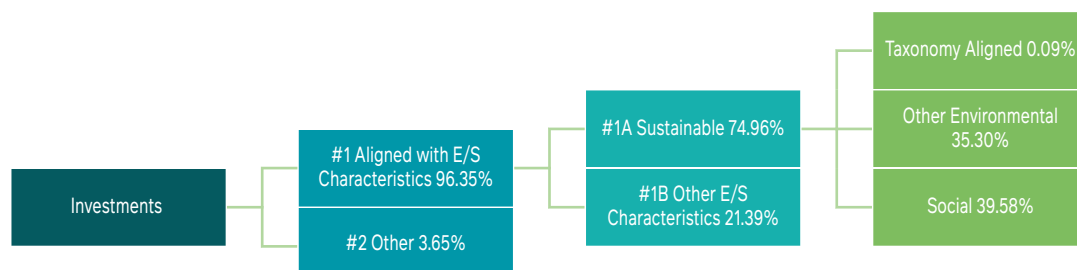 Investments
#1 Aligned with E/S
Characteristics 96.35%
#2 Other 3.65%
#1A Sustainable 74.96%
#1B Other E/S
Characteristics 21.39%
Taxonomy Aligned 0.09%
Other Environmental
35.30%
Social 39.58%